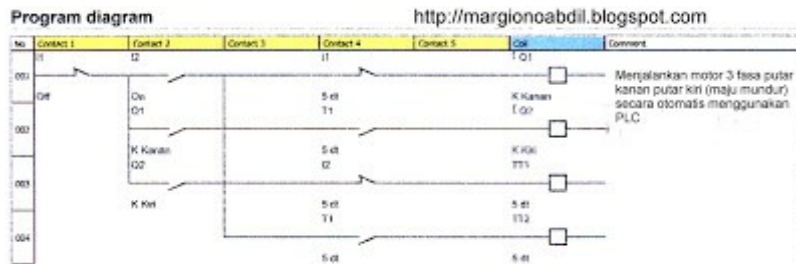 Program diagram
http://margionoabdil.blogspot.com
No Contact 1 Contact 2 Contact 3 Contact 4 Contact 5 Coil Comment
I1 I2 Q1
001
Off On 5 dt K Kanan
Menjalankan motor 3 fasa putar
kanan putar kiri (maju mundur)
secara otomatis menggunakan
PLC
Q1 T1 Q2
002
K Kanan 5 dt K Kiri
Q2 TT1
003
K Kiri 5 dt 5 dt
T1 TT2
004
5 dt 5 dt